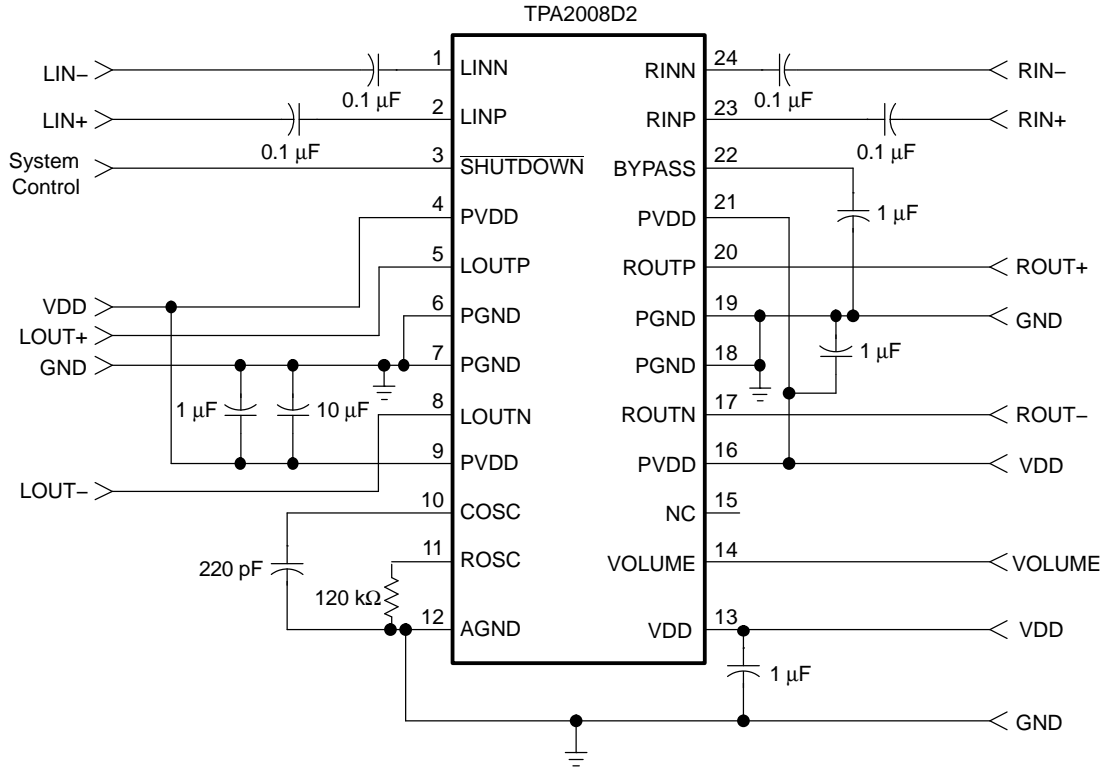 TPA2008D2
LIN− 1 LINN RINN 24 RIN−
0.1 µF 0.1 µF
LIN+ 2 LINP RINP 23 RIN+
0.1 µF 0.1 µF
System Control 3 SHUTDOWN BYPASS 22
4 PVDD PVDD 21 1 µF
5 LOUTP ROUTP 20 ROUT+
VDD 6 PGND PGND 19 GND
LOUT+
GND 7 PGND PGND 18 1 µF
1 µF 10 µF 8 LOUTN ROUTN 17 ROUT−
9 PVDD PVDD 16 VDD
LOUT−
10 COSC NC 15
220 pF 11 ROSC VOLUME 14 VOLUME
120 kΩ 12 AGND VDD 13 VDD
1 µF
GND